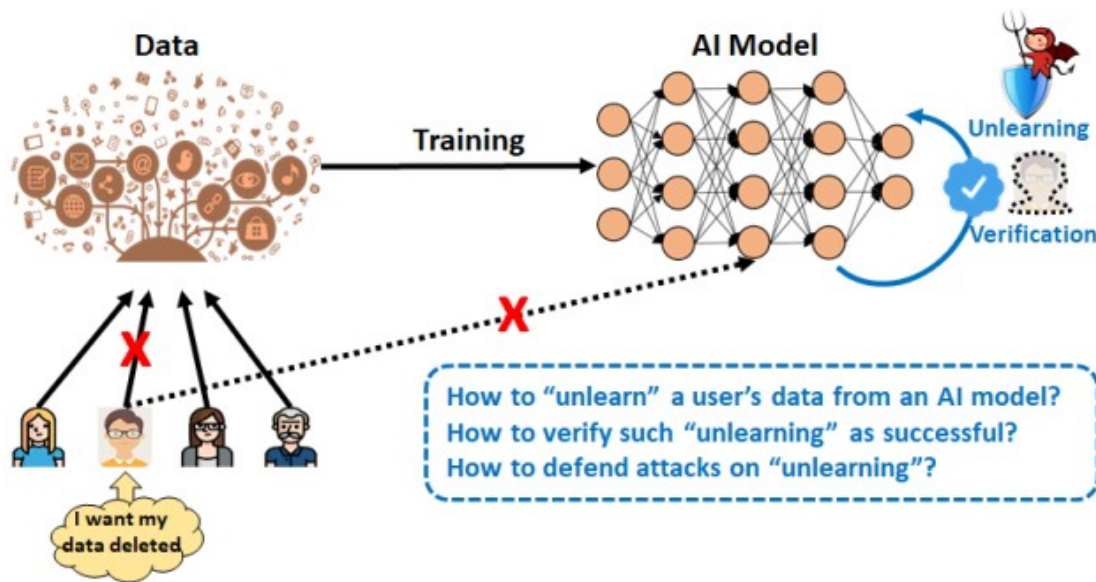 Data
AI Model
Training
Unlearning
Verification
X
X
How to “unlearn” a user’s data from an AI model?
How to verify such “unlearning” as successful?
How to defend attacks on “unlearning”?
I want my
data deleted